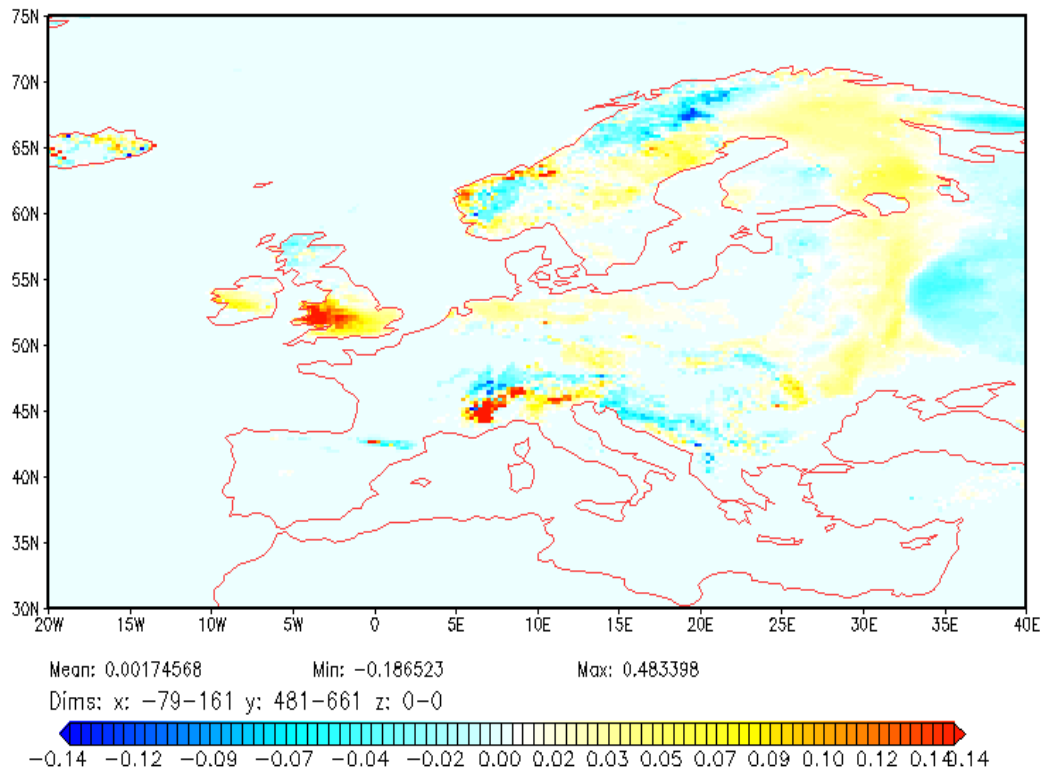 75N
70N
65N
60N
55N
50N
45N
40N
35N
30N
20W 15W 10W 5W 0 5E 10E 15E 20E 25E 30E 35E 40E
Mean: 0.00174568 Min: -0.186523 Max: 0.483398
Dims: x: -79-161 y: 481-661 z: 0-0
-0.14 -0.12 -0.09 -0.07 -0.04 -0.02 0.00 0.02 0.03 0.05 0.07 0.09 0.10 0.12 0.14 0.14